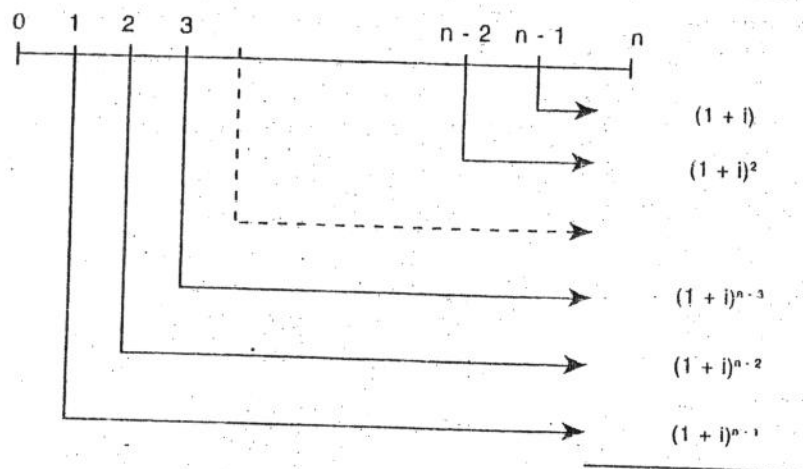 0 1 2 3 n - 2 n - 1 n
(1 + i)
(1 + i)²
(1 + i)ⁿ⁻³
(1 + i)ⁿ⁻²
(1 + i)ⁿ⁻¹